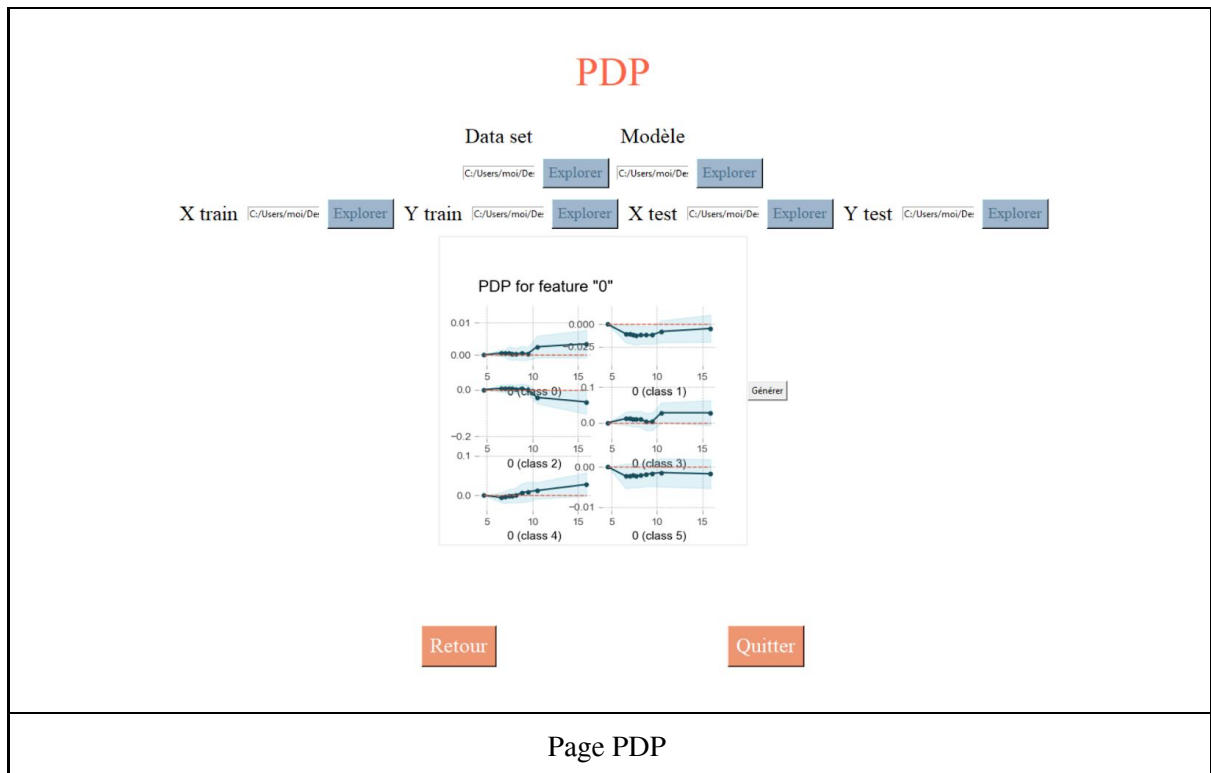 PDP
Data set Modèle
C:/Users/moi/De: Explorer C:/Users/moi/De: Explorer
X train C:/Users/moi/De: Explorer Y train C:/Users/moi/De: Explorer X test C:/Users/moi/De: Explorer Y test C:/Users/moi/De: Explorer
PDP for feature "0"
0.01
0.00
5 10 15
0 (class 0)
0.000
−0.025
5 10 15
0 (class 1)
0.0
−0.2
5 10 15
0 (class 2)
0.1
0.0
5 10 15
0 (class 3)
0.1
0.0
5 10 15
0 (class 4)
0.00
−0.01
5 10 15
0 (class 5)
Générer
Retour Quitter
Page PDP